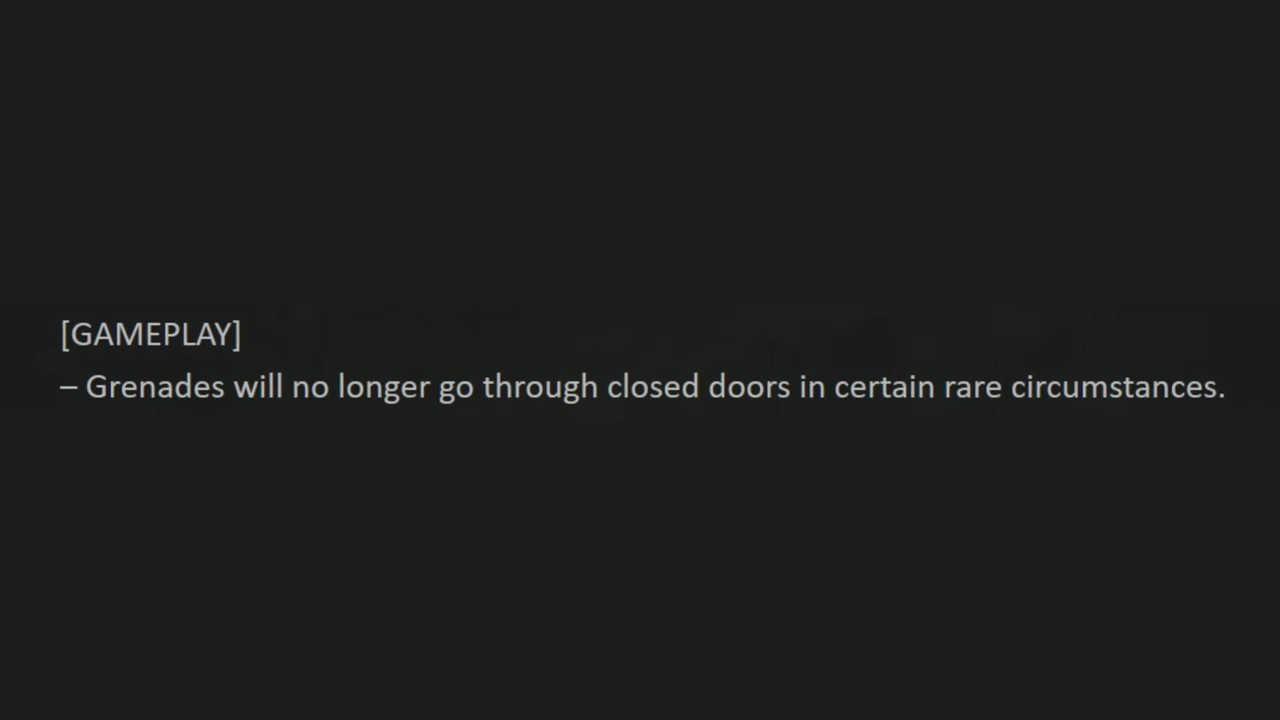 [GAMEPLAY]
– Grenades will no longer go through closed doors in certain rare circumstances.